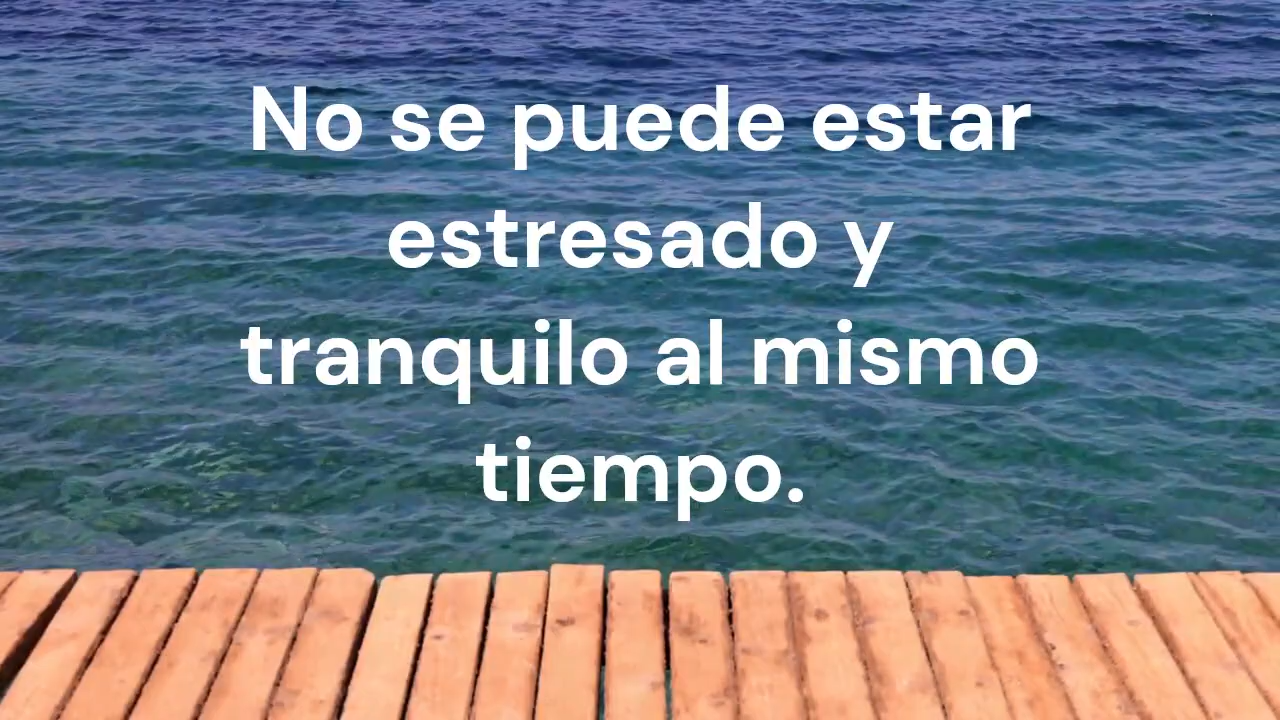 No se puede estar
estresado y
tranquilo al mismo
tiempo.